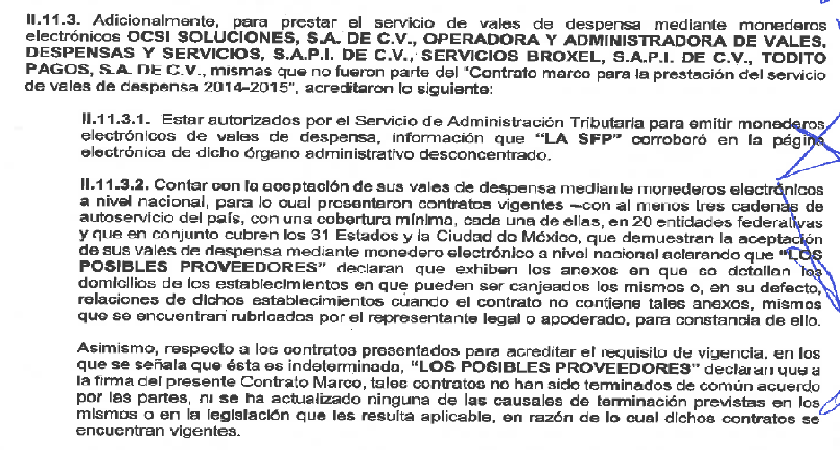 II.11.3. Adicionalmente, para prestar el servicio de vales de despensa mediante monederos
electrónicos OCSI SOLUCIONES, S.A. DE C.V., OPERADORA Y ADMINISTRADORA DE VALES,
DESPENSAS Y SERVICIOS, S.A.P.I. DE C.V., SERVICIOS BROXEL, S.A.P.I. DE C.V., TODITO
PAGOS, S.A. DE C.V., mismas que no fueron parte del "Contrato marco para la prestación del servicio
de vales de despensa 2014-2015", acreditaron lo siguiente:
II.11.3.1. Estar autorizados por el Servicio de Administración Tributaria para emitir monederos
electrónicos de vales de despensa, información que "LA SFP" corroboró en la página
electrónica de dicho órgano administrativo desconcentrado.
II.11.3.2. Contar con la aceptación de sus vales de despensa mediante monederos electrónicos
a nivel nacional, para lo cual presentaron contratos vigentes –con al menos tres cadenas de
autoservicio del país, con una cobertura mínima, cada una de ellas, en 20 entidades federativas
y que en conjunto cubren los 31 Estados y la Ciudad de México, que demuestran la aceptación
de sus vales de despensa mediante monedero electrónico a nivel nacional aclarando que "LOS
POSIBLES PROVEEDORES" declaran que exhiben los anexos en que se detallan los
domicilios de los establecimientos en que pueden ser canjeados los mismos o, en su defecto,
relaciones de dichos establecimientos cuando el contrato no contiene tales anexos, mismos
que se encuentran rubricados por el representante legal o apoderado, para constancia de ello.
Asimismo, respecto a los contratos presentados para acreditar el requisito de vigencia, en los
que se señala que ésta es indeterminada, "LOS POSIBLES PROVEEDORES" declaran que a
la firma del presente Contrato Marco, tales contratos no han sido terminados de común acuerdo
por las partes, ni se ha actualizado ninguna de las causales de terminación previstas en los
mismos o en la legislación que les resulta aplicable, en razón de lo cual dichos contratos se
encuentran vigentes.